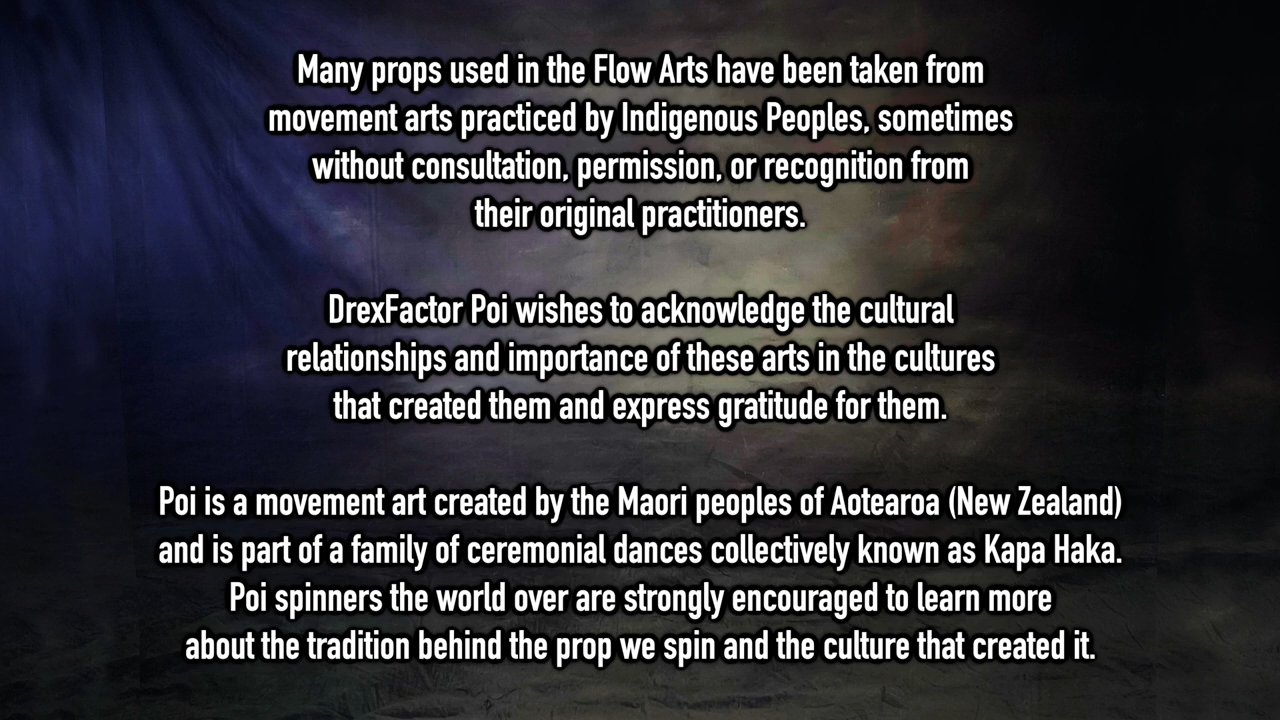 Many props used in the Flow Arts have been taken from
movement arts practiced by Indigenous Peoples, sometimes
without consultation, permission, or recognition from
their original practitioners.
DrexFactor Poi wishes to acknowledge the cultural
relationships and importance of these arts in the cultures
that created them and express gratitude for them.
Poi is a movement art created by the Maori peoples of Aotearoa (New Zealand)
and is part of a family of ceremonial dances collectively known as Kapa Haka.
Poi spinners the world over are strongly encouraged to learn more
about the tradition behind the prop we spin and the culture that created it.